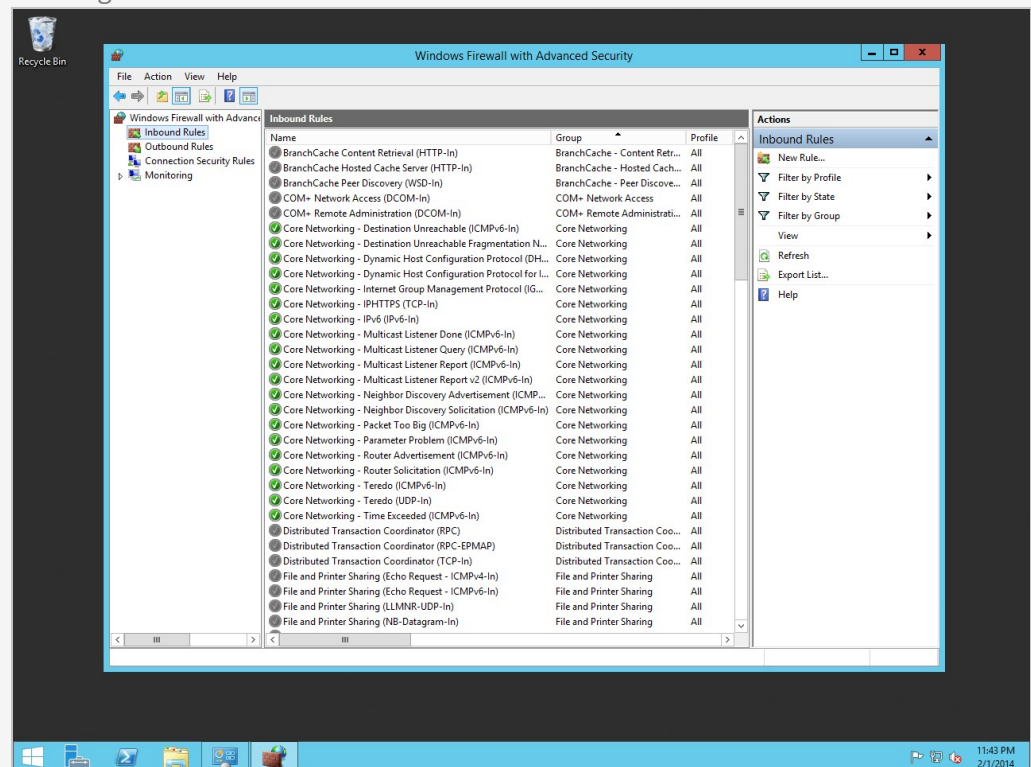 Recycle Bin
Windows Firewall with Advanced Security
File Action View Help
Windows Firewall with Advance
Inbound Rules
Outbound Rules
Connection Security Rules
Monitoring
Inbound Rules
Name Group Profile
BranchCache Content Retrieval (HTTP-In) BranchCache - Content Retr... All
BranchCache Hosted Cache Server (HTTP-In) BranchCache - Hosted Cach... All
BranchCache Peer Discovery (WSD-In) BranchCache - Peer Discove... All
COM+ Network Access (DCOM-In) COM+ Network Access All
COM+ Remote Administration (DCOM-In) COM+ Remote Administrati... All
Core Networking - Destination Unreachable (ICMPv6-In) Core Networking All
Core Networking - Destination Unreachable Fragmentation N... Core Networking All
Core Networking - Dynamic Host Configuration Protocol (DH... Core Networking All
Core Networking - Dynamic Host Configuration Protocol for I... Core Networking All
Core Networking - Internet Group Management Protocol (IG... Core Networking All
Core Networking - IPHTTPS (TCP-In) Core Networking All
Core Networking - IPv6 (IPv6-In) Core Networking All
Core Networking - Multicast Listener Done (ICMPv6-In) Core Networking All
Core Networking - Multicast Listener Query (ICMPv6-In) Core Networking All
Core Networking - Multicast Listener Report (ICMPv6-In) Core Networking All
Core Networking - Multicast Listener Report v2 (ICMPv6-In) Core Networking All
Core Networking - Neighbor Discovery Advertisement (ICMP... Core Networking All
Core Networking - Neighbor Discovery Solicitation (ICMPv6-In) Core Networking All
Core Networking - Packet Too Big (ICMPv6-In) Core Networking All
Core Networking - Parameter Problem (ICMPv6-In) Core Networking All
Core Networking - Router Advertisement (ICMPv6-In) Core Networking All
Core Networking - Router Solicitation (ICMPv6-In) Core Networking All
Core Networking - Teredo (ICMPv6-In) Core Networking All
Core Networking - Teredo (UDP-In) Core Networking All
Core Networking - Time Exceeded (ICMPv6-In) Core Networking All
Distributed Transaction Coordinator (RPC) Distributed Transaction Coo... All
Distributed Transaction Coordinator (RPC-EPMAP) Distributed Transaction Coo... All
Distributed Transaction Coordinator (TCP-In) Distributed Transaction Coo... All
File and Printer Sharing (Echo Request - ICMPv4-In) File and Printer Sharing All
File and Printer Sharing (Echo Request - ICMPv6-In) File and Printer Sharing All
File and Printer Sharing (LLMNR-UDP-In) File and Printer Sharing All
File and Printer Sharing (NB-Datagram-In) File and Printer Sharing All
Actions
Inbound Rules
New Rule...
Filter by Profile
Filter by State
Filter by Group
View
Refresh
Export List...
Help
11:43 PM
2/1/2014